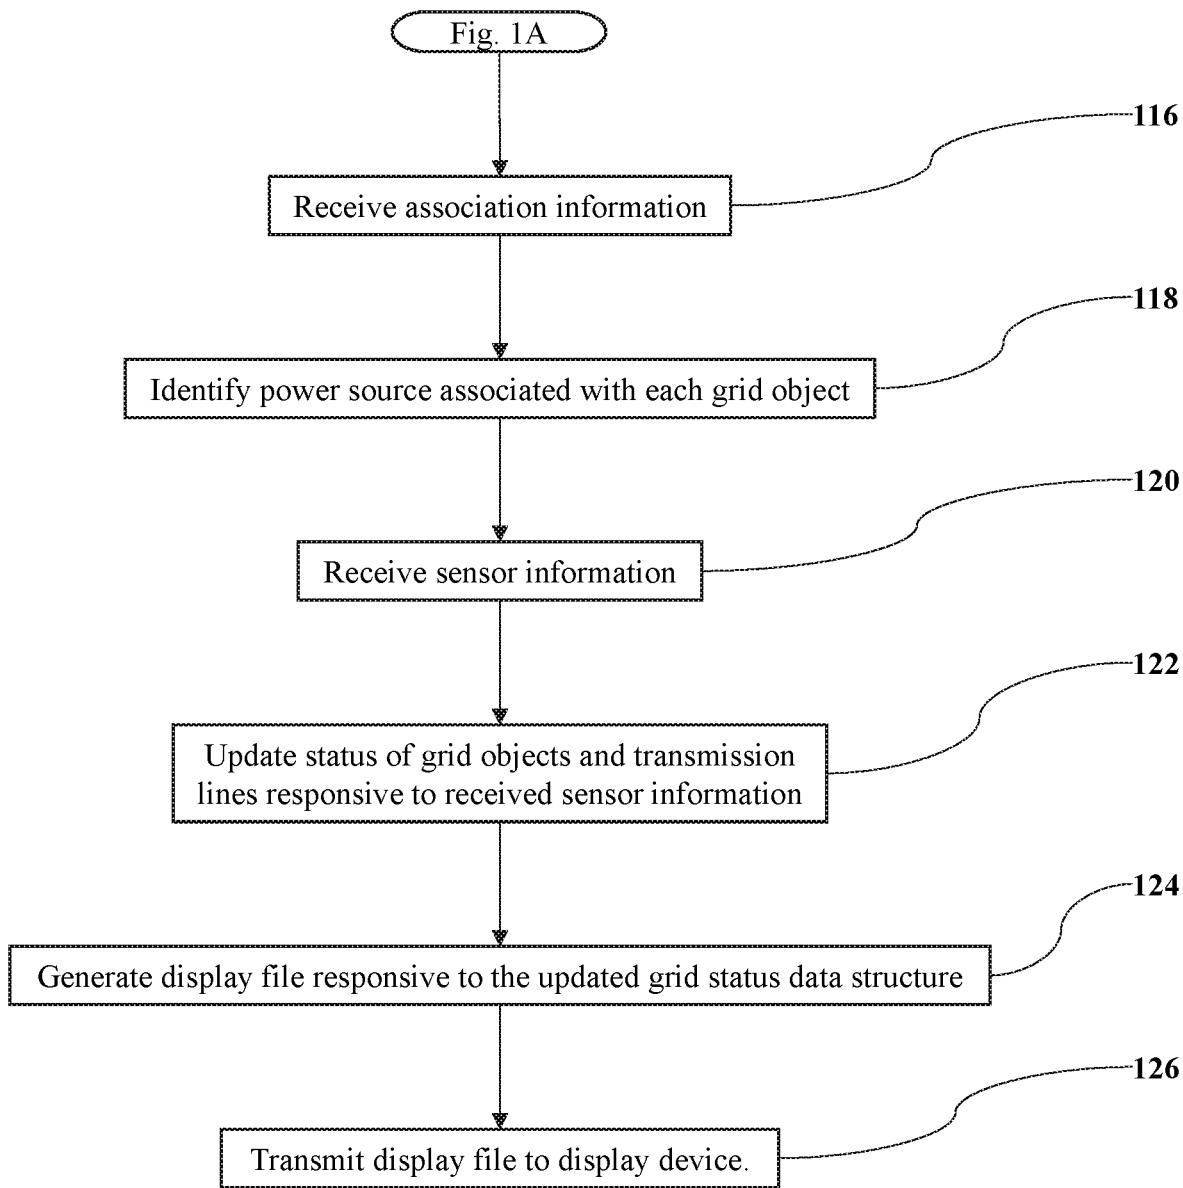 Fig. 1A
116
Receive association information
118
Identify power source associated with each grid object
120
Receive sensor information
122
Update status of grid objects and transmission
lines responsive to received sensor information
124
Generate display file responsive to the updated grid status data structure
126
Transmit display file to display device.